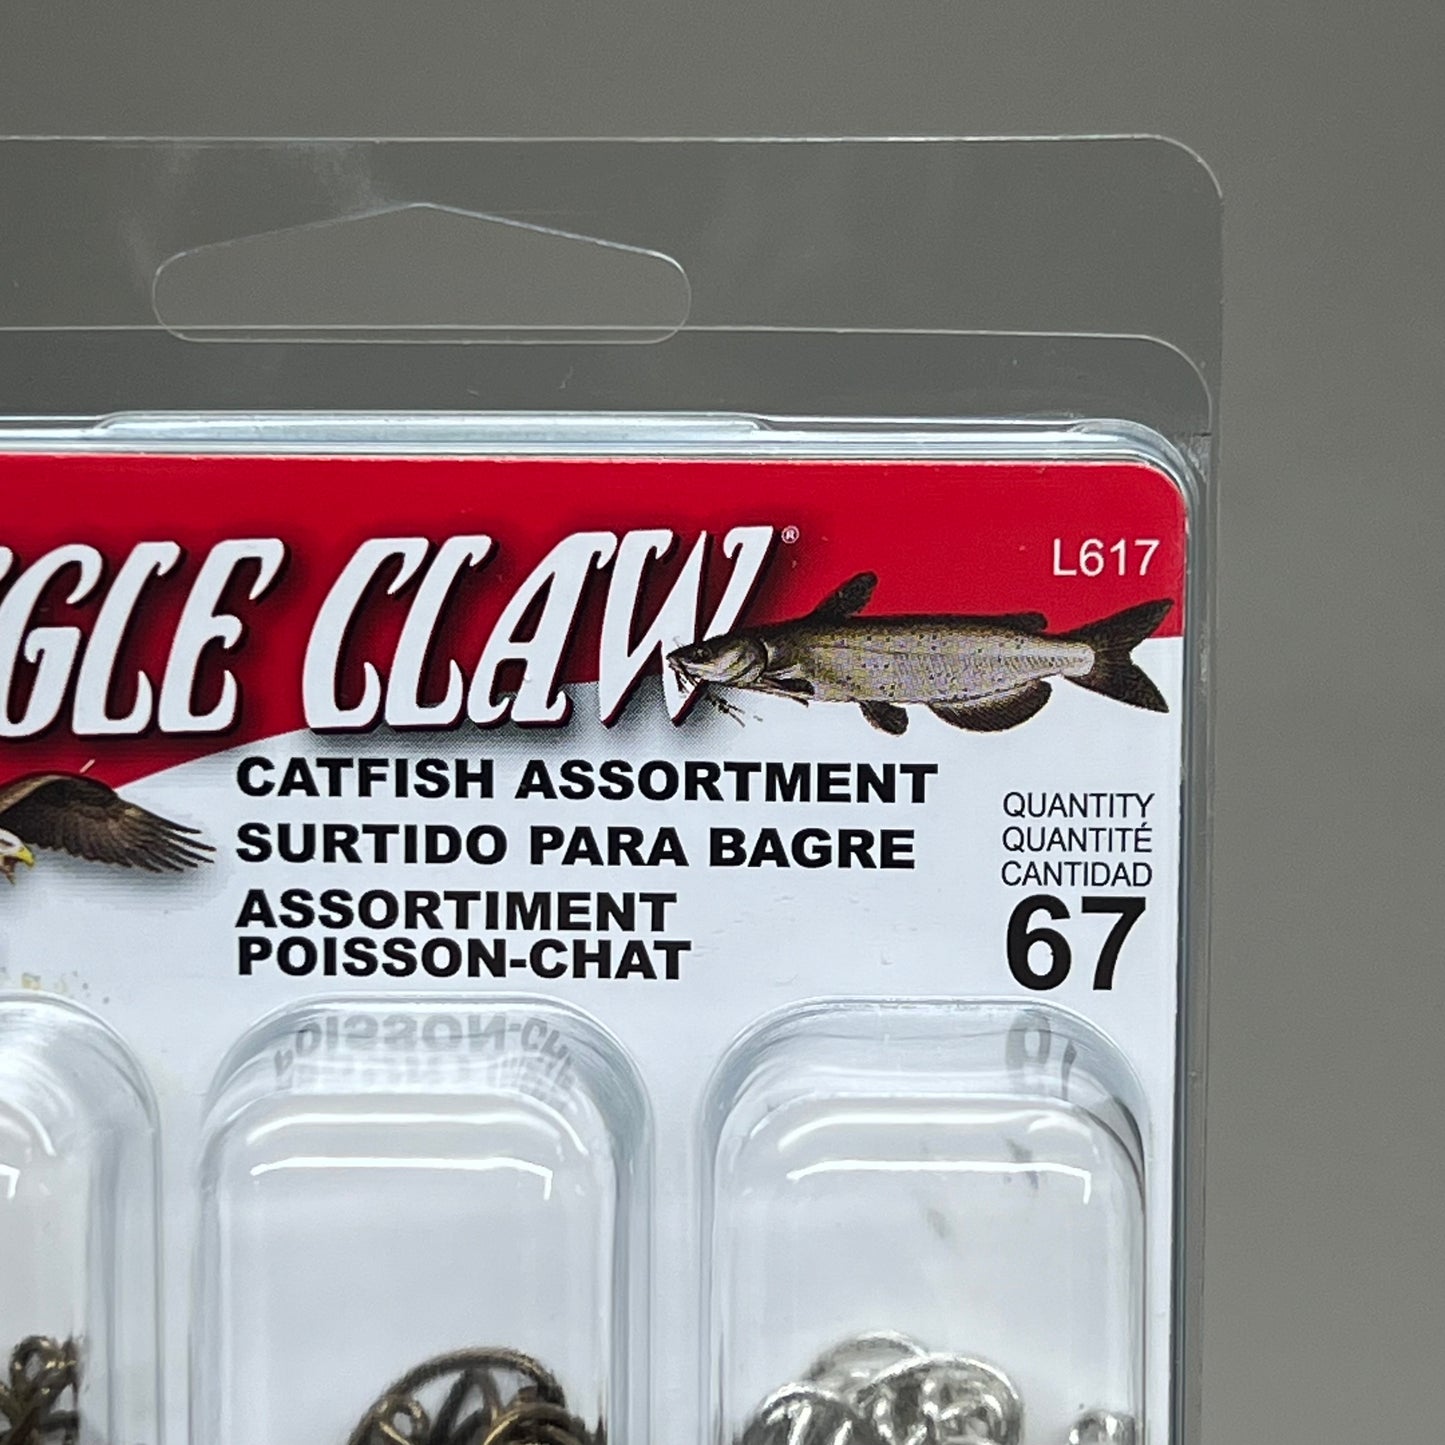 GLE CLAW®
L617
CATFISH ASSORTMENT
SURTIDO PARA BAGRE
ASSORTIMENT
POISSON-CHAT
QUANTITY
QUANTITÉ
CANTIDAD
67